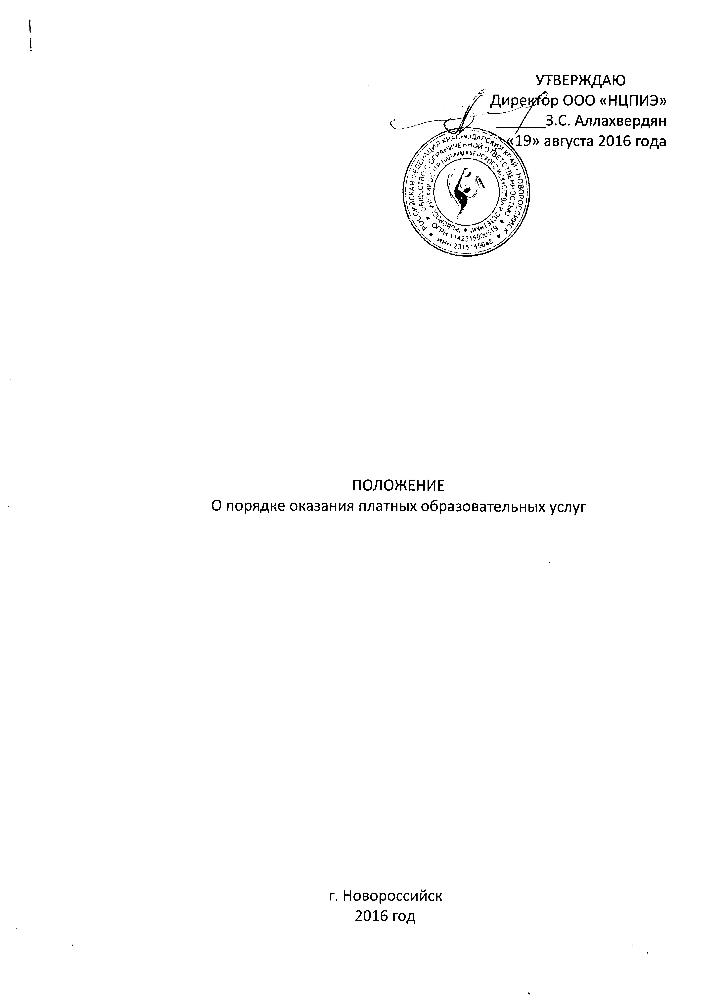 УТВЕРЖДАЮ
Директор ООО «НЦПИЭ»
________З.С. Аллахвердян
«19» августа 2016 года
РОССИЙСКАЯ ФЕДЕРАЦИЯ КРАСНОДАРСКИЙ КРАЙ г.НОВОРОССИЙСК
ИНН 2315185648
ОБЩЕСТВО С ОГРАНИЧЕННОЙ ОТВЕТСТВЕННОСТЬЮ
ОГРН 1142315000519
"НОВОРОССИЙСКИЙ ЦЕНТР ПАРИКМАХЕРСКОГО ИСКУССТВА И ЭСТЕТИКИ"
ПОЛОЖЕНИЕ
О порядке оказания платных образовательных услуг
г. Новороссийск
2016 год